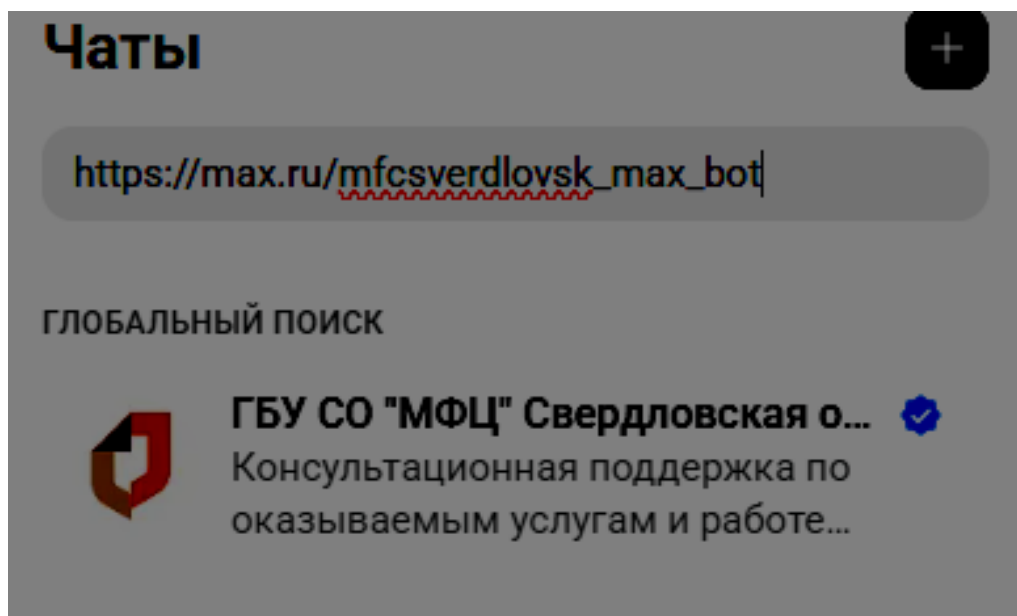 Чаты
https://max.ru/mfcsverdlovsk_max_bot
ГЛОБАЛЬНЫЙ ПОИСК
ГБУ СО "МФЦ" Свердловская о...
Консультационная поддержка по
оказываемым услугам и работе...